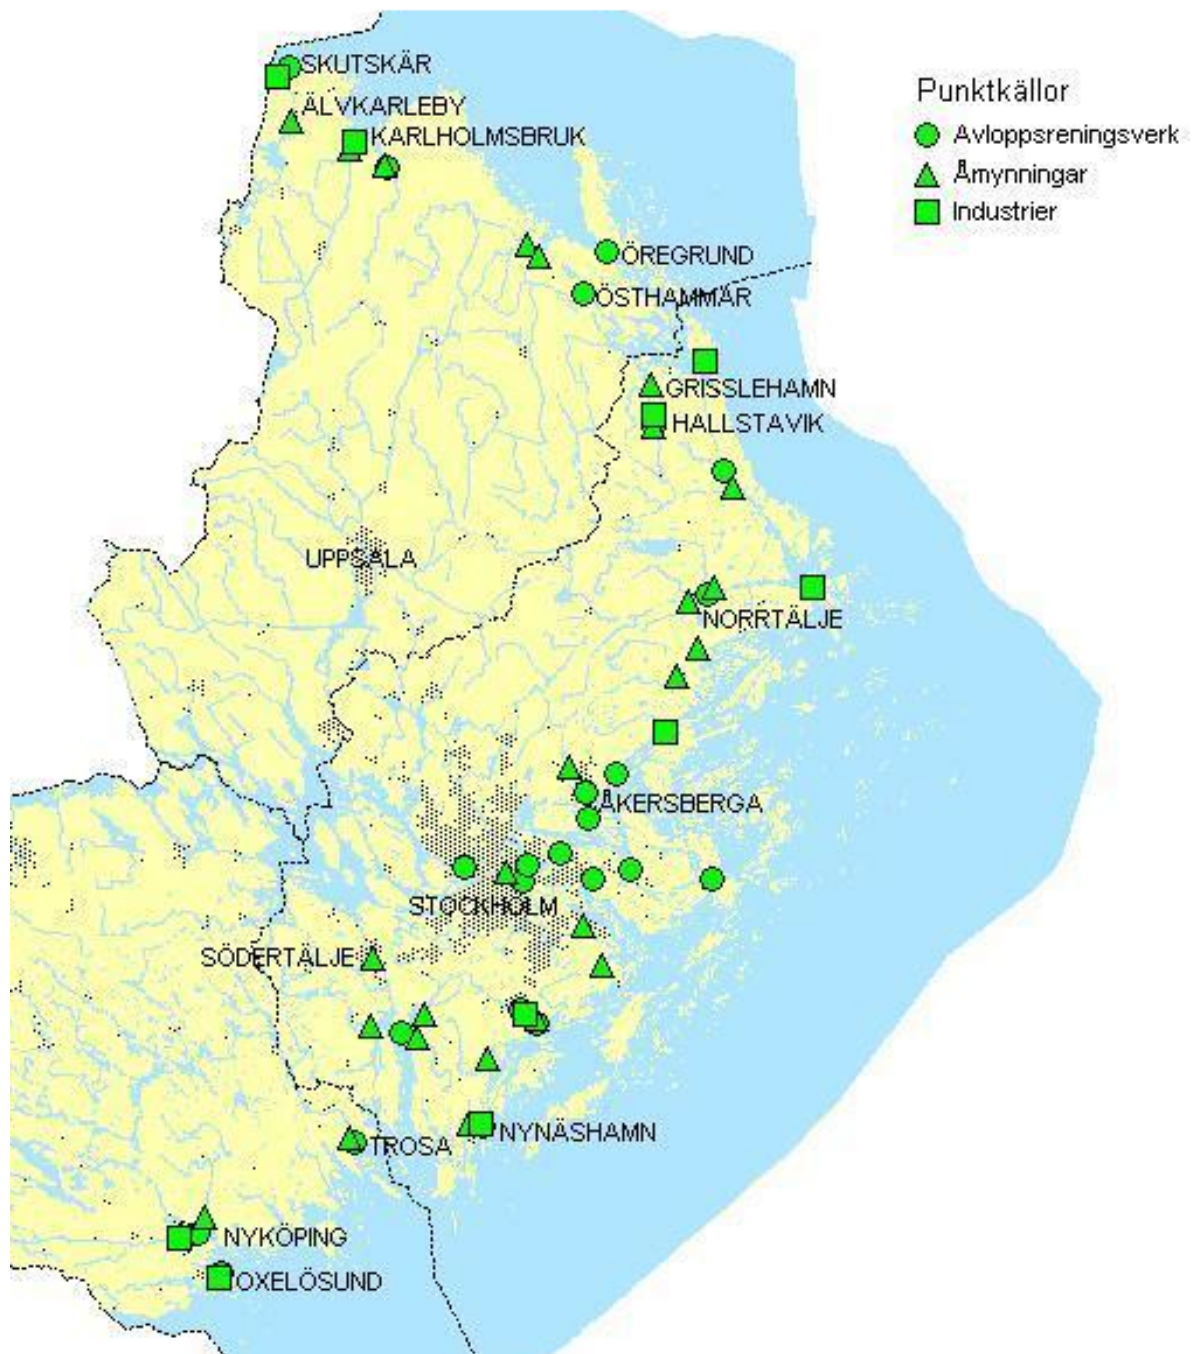 SKUTSKÄR
Punktkällor
ÄLVKARLEBY
Avloppsreningsverk
KARLHOLMSBRUK
Åmynningar
Industrier
ÖREGRUND
ÖSTHAMMAR
GRISSLEHAMN
HALLSTAVIK
UPPSALA
NORRTÄLJE
ÅKERSBERGA
STOCKHOLM
SÖDERTÄLJE
NYNÄSHAMN
TROSA
NYKÖPING
OXELÖSUND